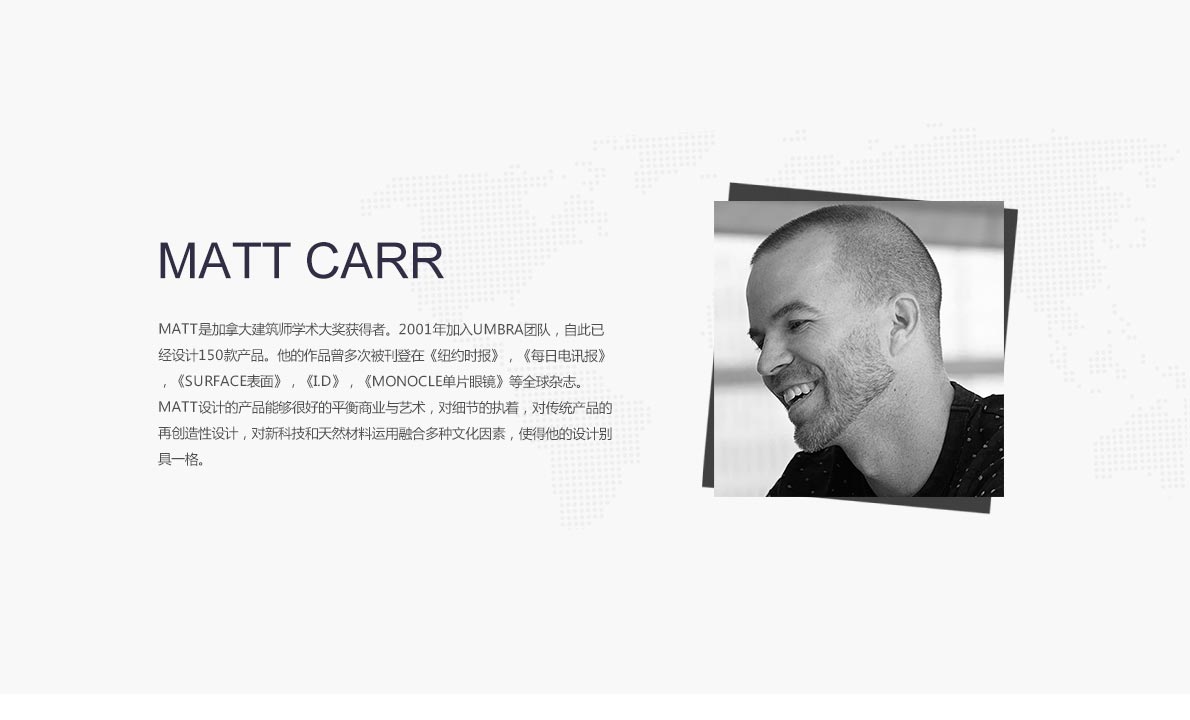 MATT CARR
MATT是加拿大建筑师学术大奖获得者。2001年加入UMBRA团队，自此已
经设计150款产品。他的作品曾多次被刊登在《纽约时报》，《每日电讯报》
，《SURFACE表面》，《I.D》，《MONOCLE单片眼镜》等全球杂志。
MATT设计的产品能够很好的平衡商业与艺术，对细节的执着，对传统产品的
再创造性设计，对新科技和天然材料运用融合多种文化因素，使得他的设计别
具一格。